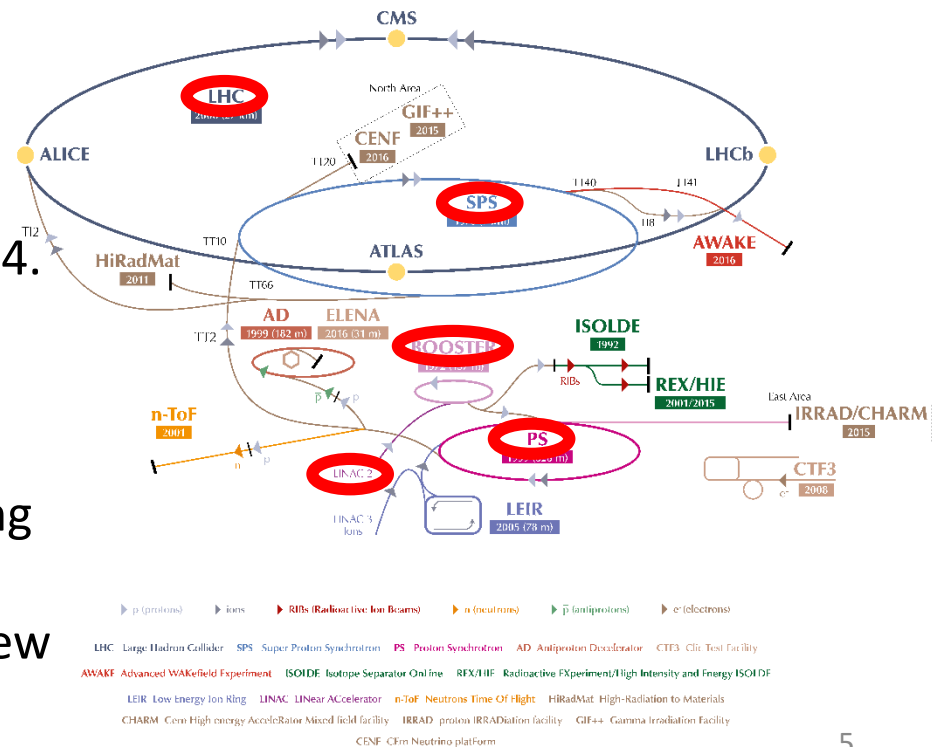 CMS
LHC
North Area
GIF++
2015
CENF
2016
TT20
ALICE
LHCb
SPS
TT40
TT41
TI8
TI2
TT10
4.
HiRadMat
2011
ATLAS
AWAKE
2016
TT66
AD
1999 (182 m)
ELENA
2016 (31 m)
TT2
BOOSTER
ISOLDE
1992
RIBs
REX/HIE
2001/2015
p
p
East Area
IRRAD/CHARM
2015
n-ToF
2001
n
p
PS
LINAC 2
CTF3
2008
e-
LEIR
2005 (78 m)
LINAC 3
Ions
ng
p (protons) ions RIBs (Radioactive Ion Beams) n (neutrons) p̄ (antiprotons) e- (electrons)
ew
LHC Large Hadron Collider SPS Super Proton Synchrotron PS Proton Synchrotron AD Antiproton Decelerator CTF3 Clic Test Facility
AWAKE Advanced WAKefield Experiment ISOLDE Isotope Separator OnLine REX/HIE Radioactive EXperiment/High Intensity and Energy ISOLDE
LEIR Low Energy Ion Ring LINAC LINear ACcelerator n-ToF Neutrons Time Of Flight HiRadMat High-Radiation to Materials
CHARM Cern High energy AcceleRator Mixed field facility IRRAD proton IRRADiation facility GIF++ Gamma Irradiation Facility
CENF CErn Neutrino platForm
5